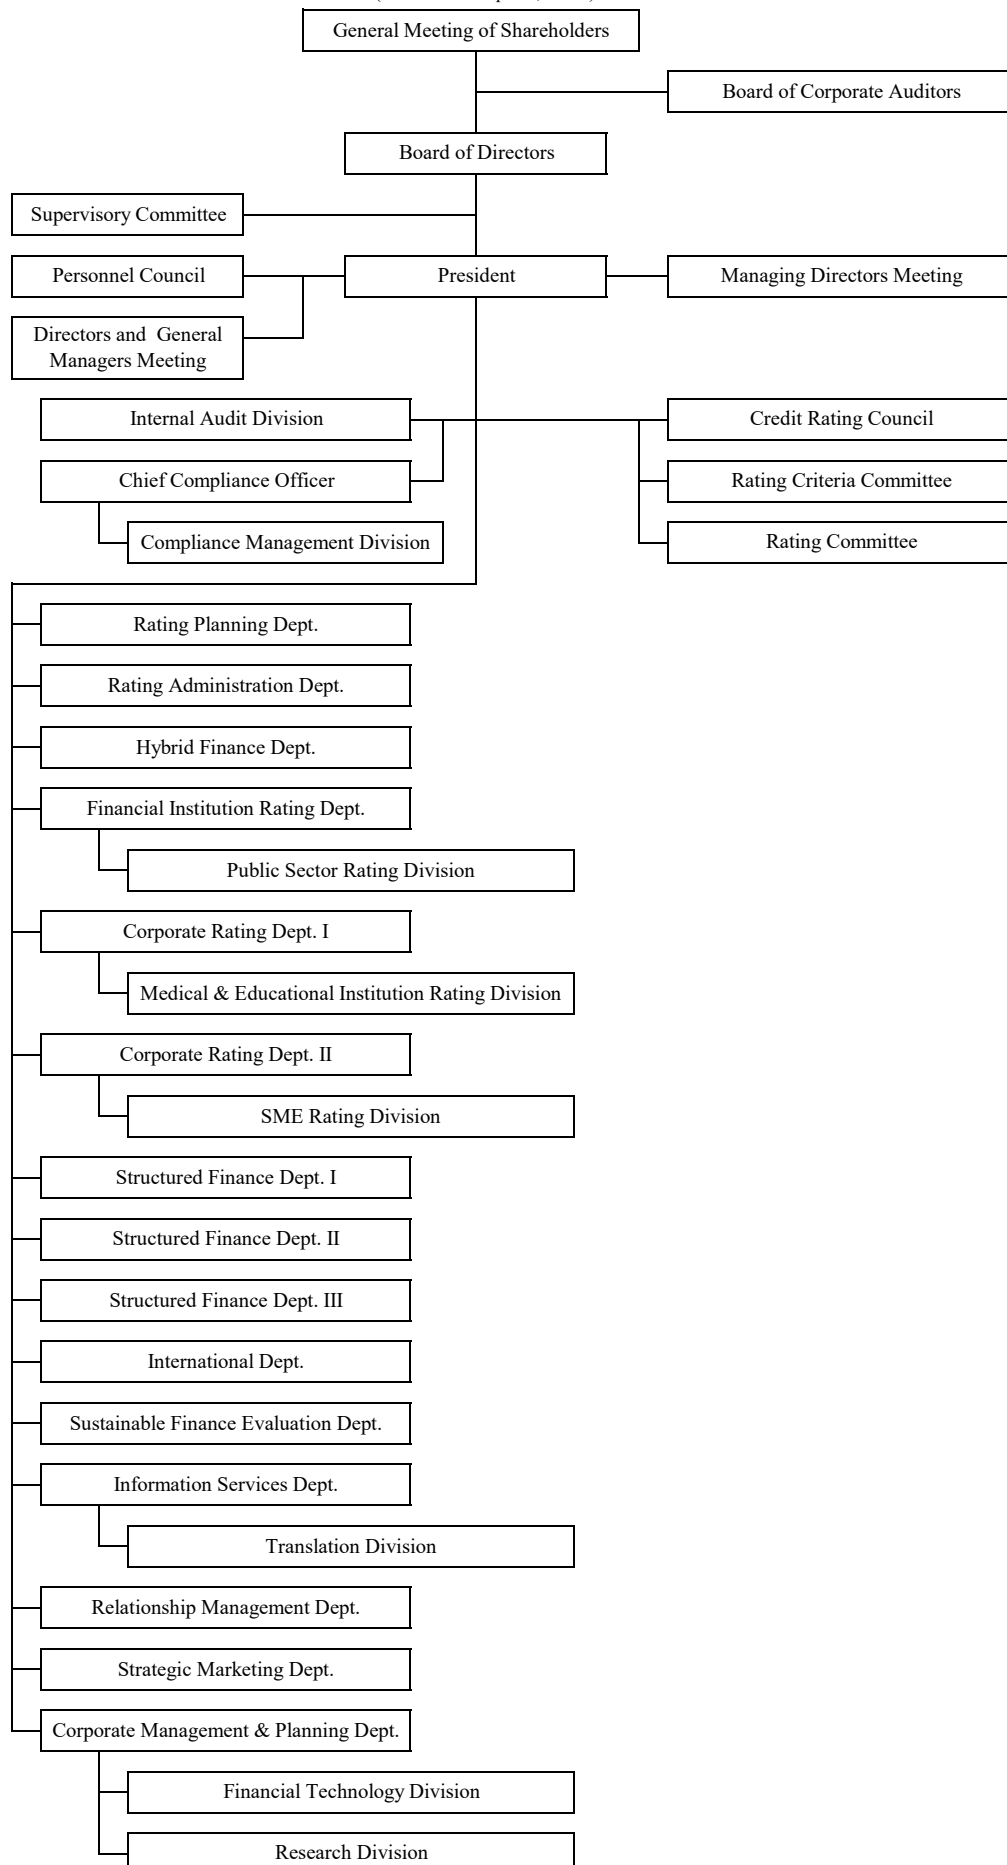 General Meeting of Shareholders
Board of Corporate Auditors
Board of Directors
Supervisory Committee
Personnel Council
President
Managing Directors Meeting
Directors and General
Managers Meeting
Internal Audit Division
Credit Rating Council
Chief Compliance Officer
Rating Criteria Committee
Compliance Management Division
Rating Committee
Rating Planning Dept.
Rating Administration Dept.
Hybrid Finance Dept.
Financial Institution Rating Dept.
Public Sector Rating Division
Corporate Rating Dept. I
Medical & Educational Institution Rating Division
Corporate Rating Dept. II
SME Rating Division
Structured Finance Dept. I
Structured Finance Dept. II
Structured Finance Dept. III
International Dept.
Sustainable Finance Evaluation Dept.
Information Services Dept.
Translation Division
Relationship Management Dept.
Strategic Marketing Dept.
Corporate Management & Planning Dept.
Financial Technology Division
Research Division